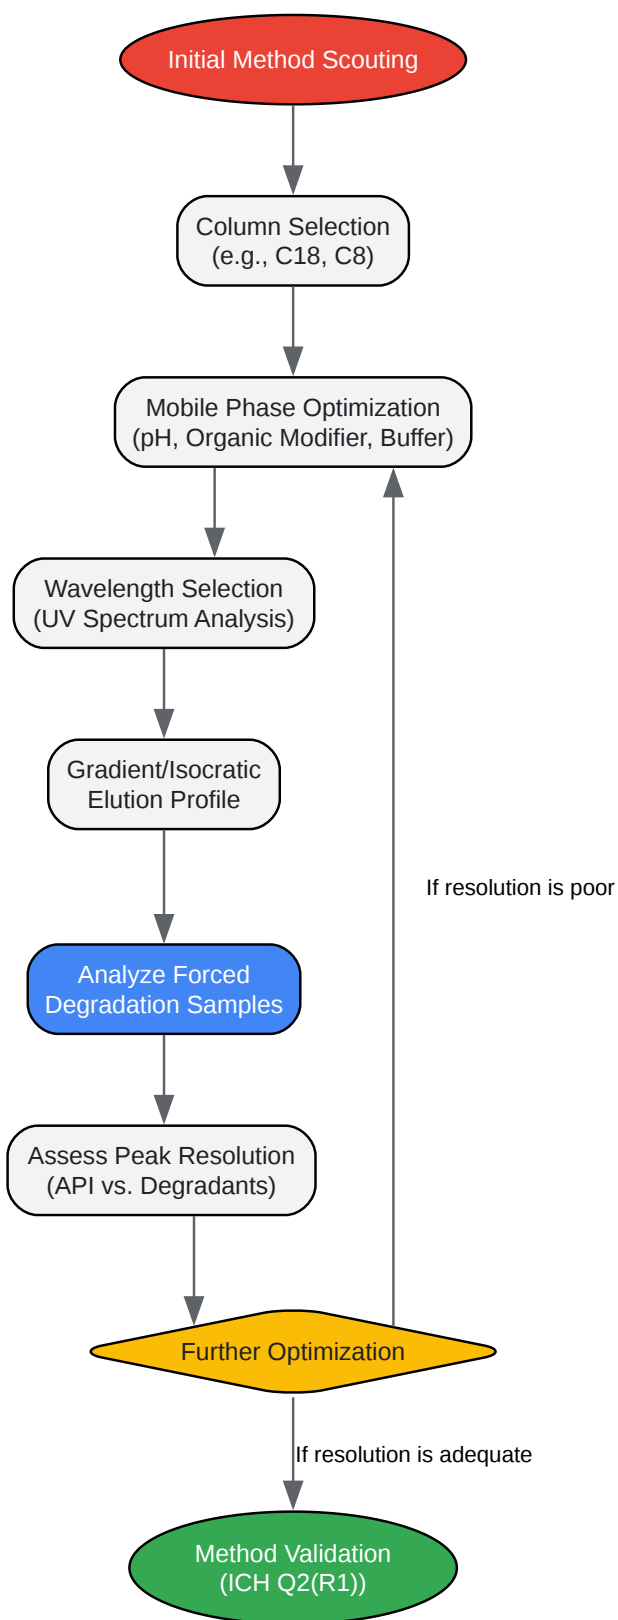 Initial Method Scouting
Column Selection
(e.g., C18, C8)
Mobile Phase Optimization
(pH, Organic Modifier, Buffer)
Wavelength Selection
(UV Spectrum Analysis)
Gradient/Isocratic
Elution Profile
If resolution is poor
Analyze Forced
Degradation Samples
Assess Peak Resolution
(API vs. Degradants)
Further Optimization
If resolution is adequate
Method Validation
(ICH Q2(R1))